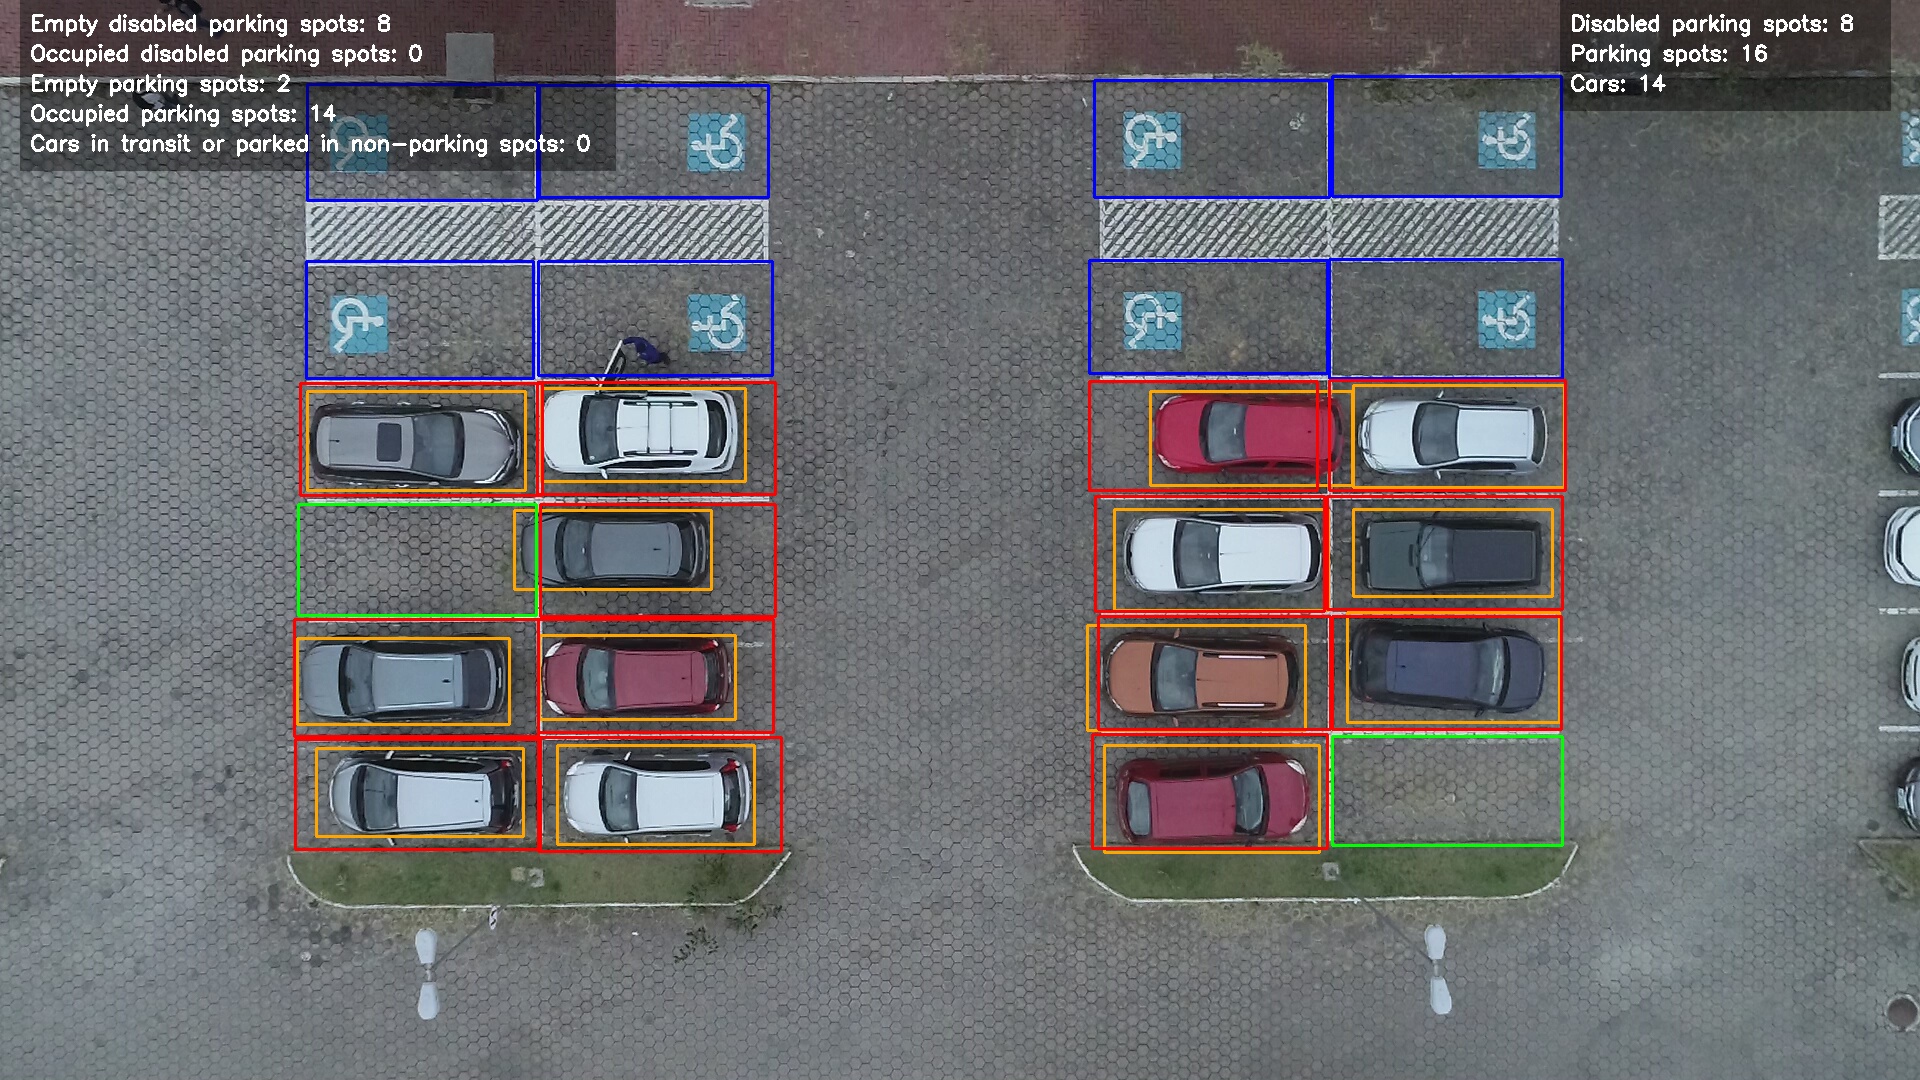 Empty disabled parking spots: 8
Occupied disabled parking spots: 0
Empty parking spots: 2
Occupied parking spots: 14
Cars in transit or parked in non-parking spots: 0
Disabled parking spots: 8
Parking spots: 16
Cars: 14